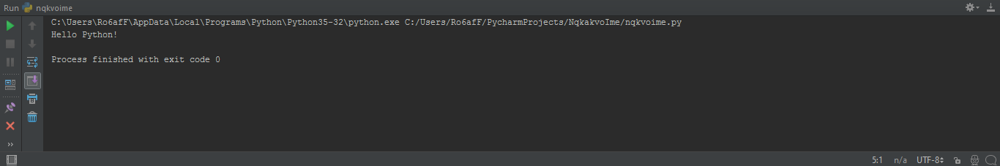 Run nqkvoime
C:\Users\Ro6afF\AppData\Local\Programs\Python\Python35-32\python.exe C:/Users/Ro6afF/PycharmProjects/NqkakvoIme/nqkvoime.py
Hello Python!
Process finished with exit code 0
5:1 n/a UTF-8